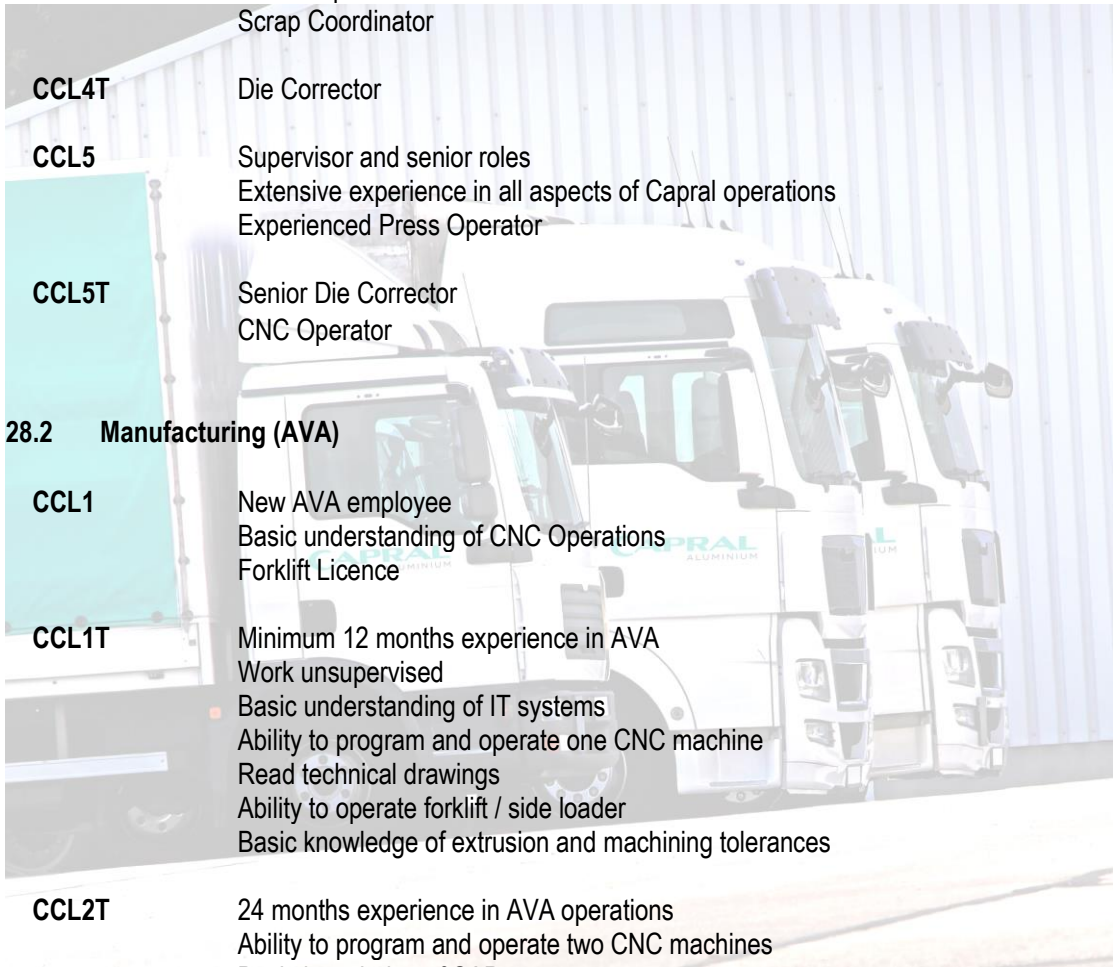 Scrap Coordinator
CCL4T Die Corrector
CCL5 Supervisor and senior roles
Extensive experience in all aspects of Capral operations
Experienced Press Operator
CCL5T Senior Die Corrector
CNC Operator
28.2 Manufacturing (AVA)
CCL1 New AVA employee
Basic understanding of CNC Operations
Forklift Licence
CAPRAL
ALUMINIUM
CAPRAL
ALUMINIUM
CCL1T Minimum 12 months experience in AVA
Work unsupervised
Basic understanding of IT systems
Ability to program and operate one CNC machine
Read technical drawings
Ability to operate forklift / side loader
Basic knowledge of extrusion and machining tolerances
CCL2T 24 months experience in AVA operations
Ability to program and operate two CNC machines